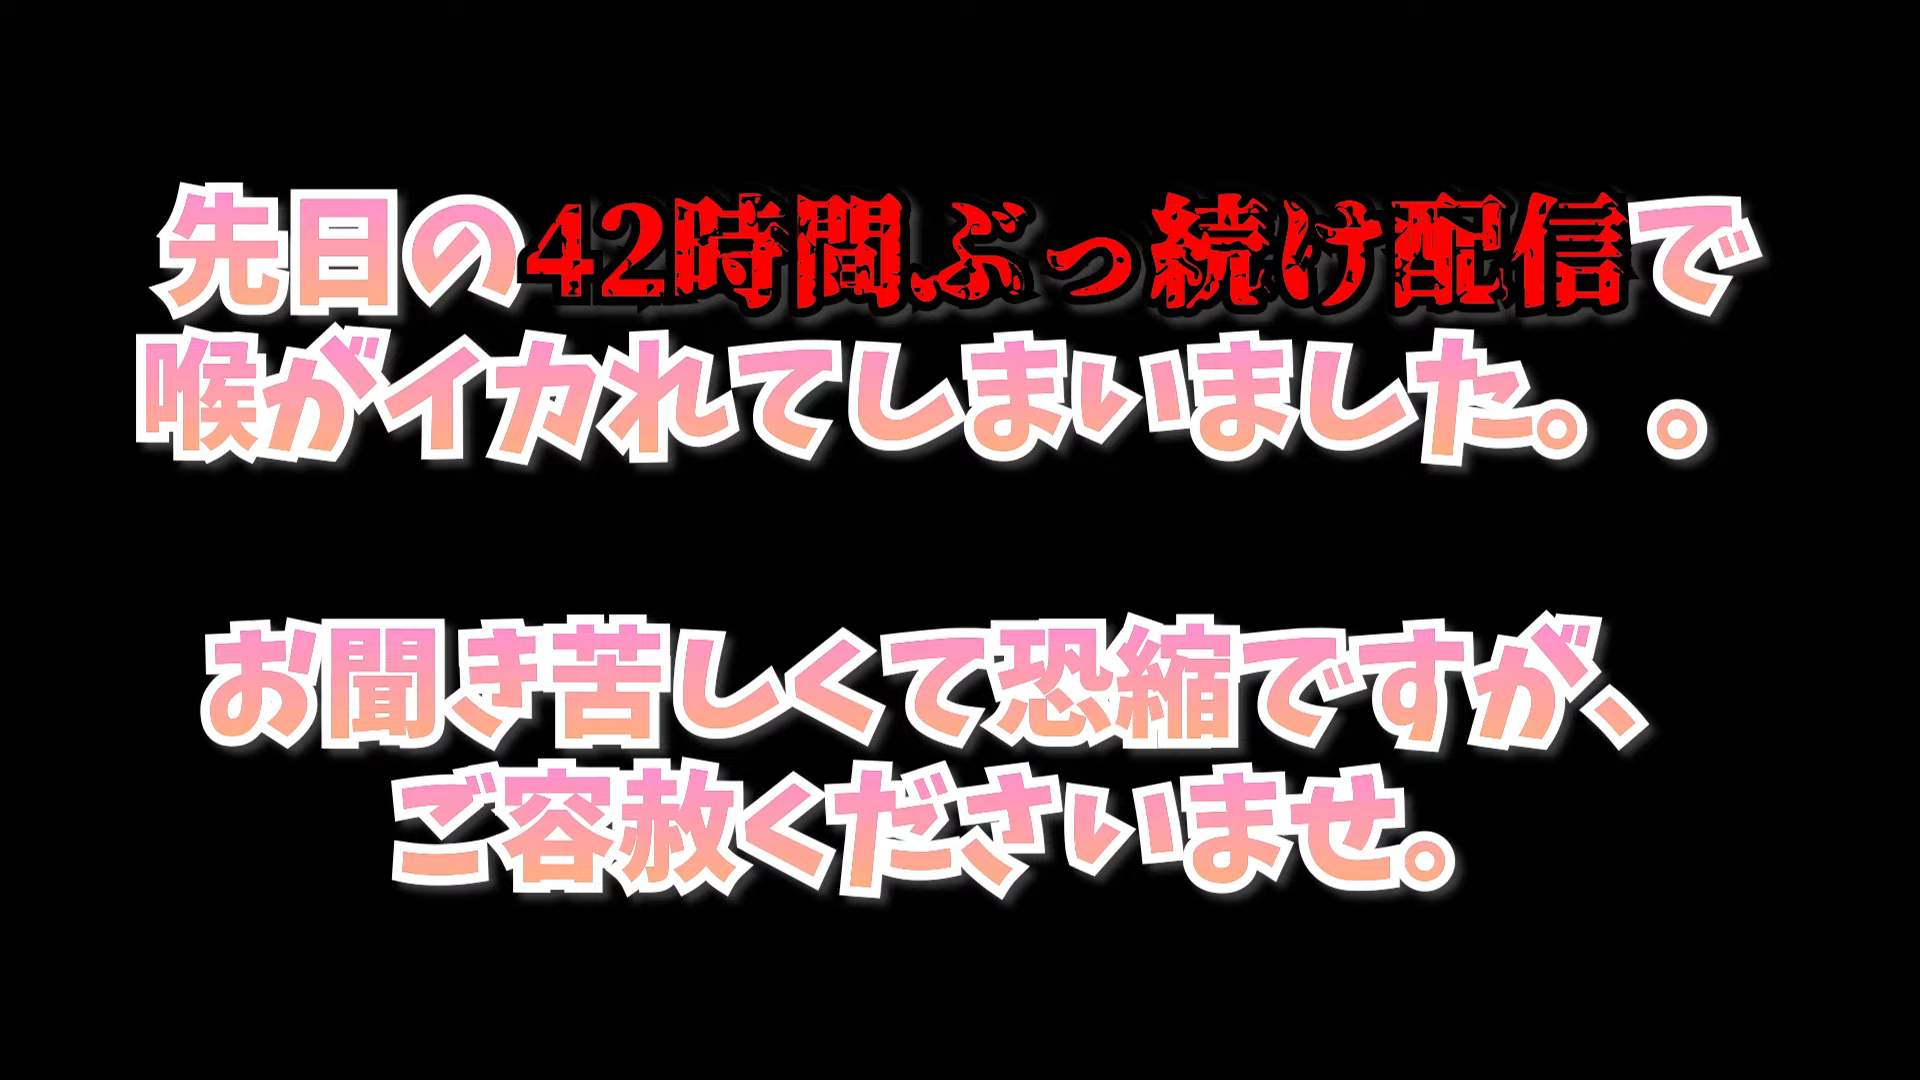 先日の42時間ぶっ続け配信で
喉がイカれてしまいました。。
お聞き苦しくて恐縮ですが、
ご容赦くださいませ。